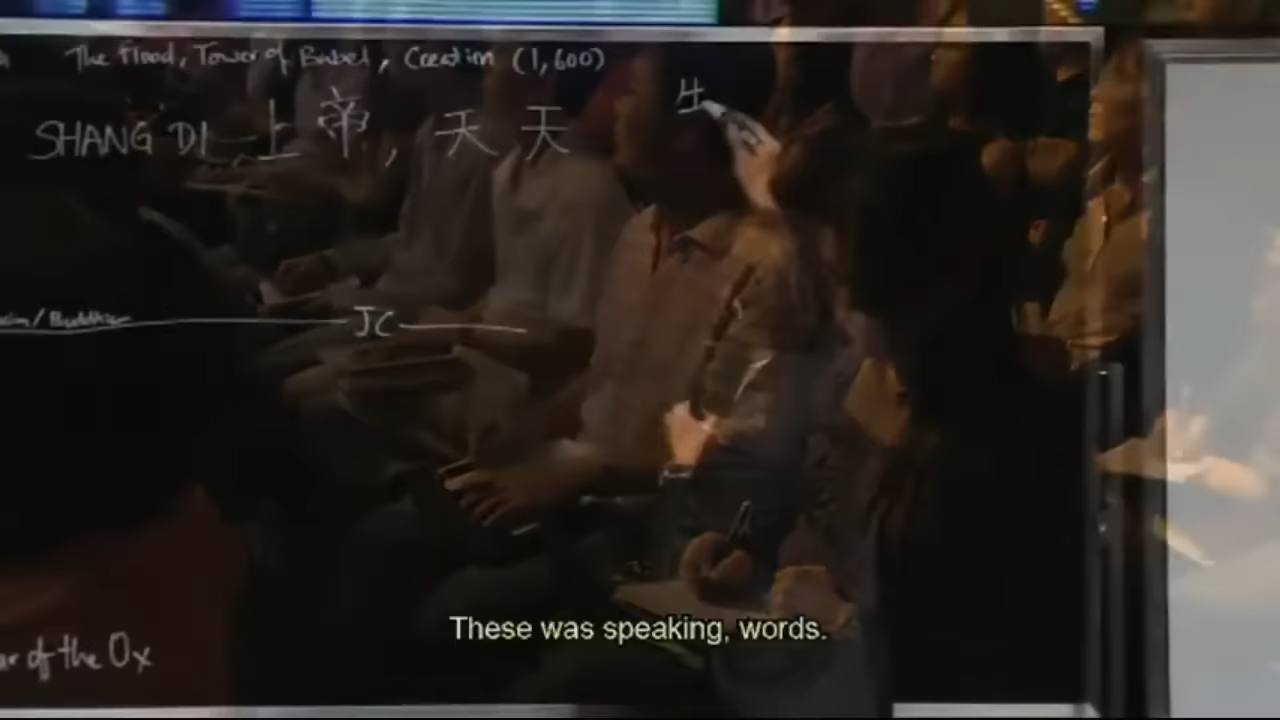 The Flood, Tower of Babel, Creation (1,600)
SHANG DI 上帝, 天 天
JC
of the Ox
These was speaking, words.